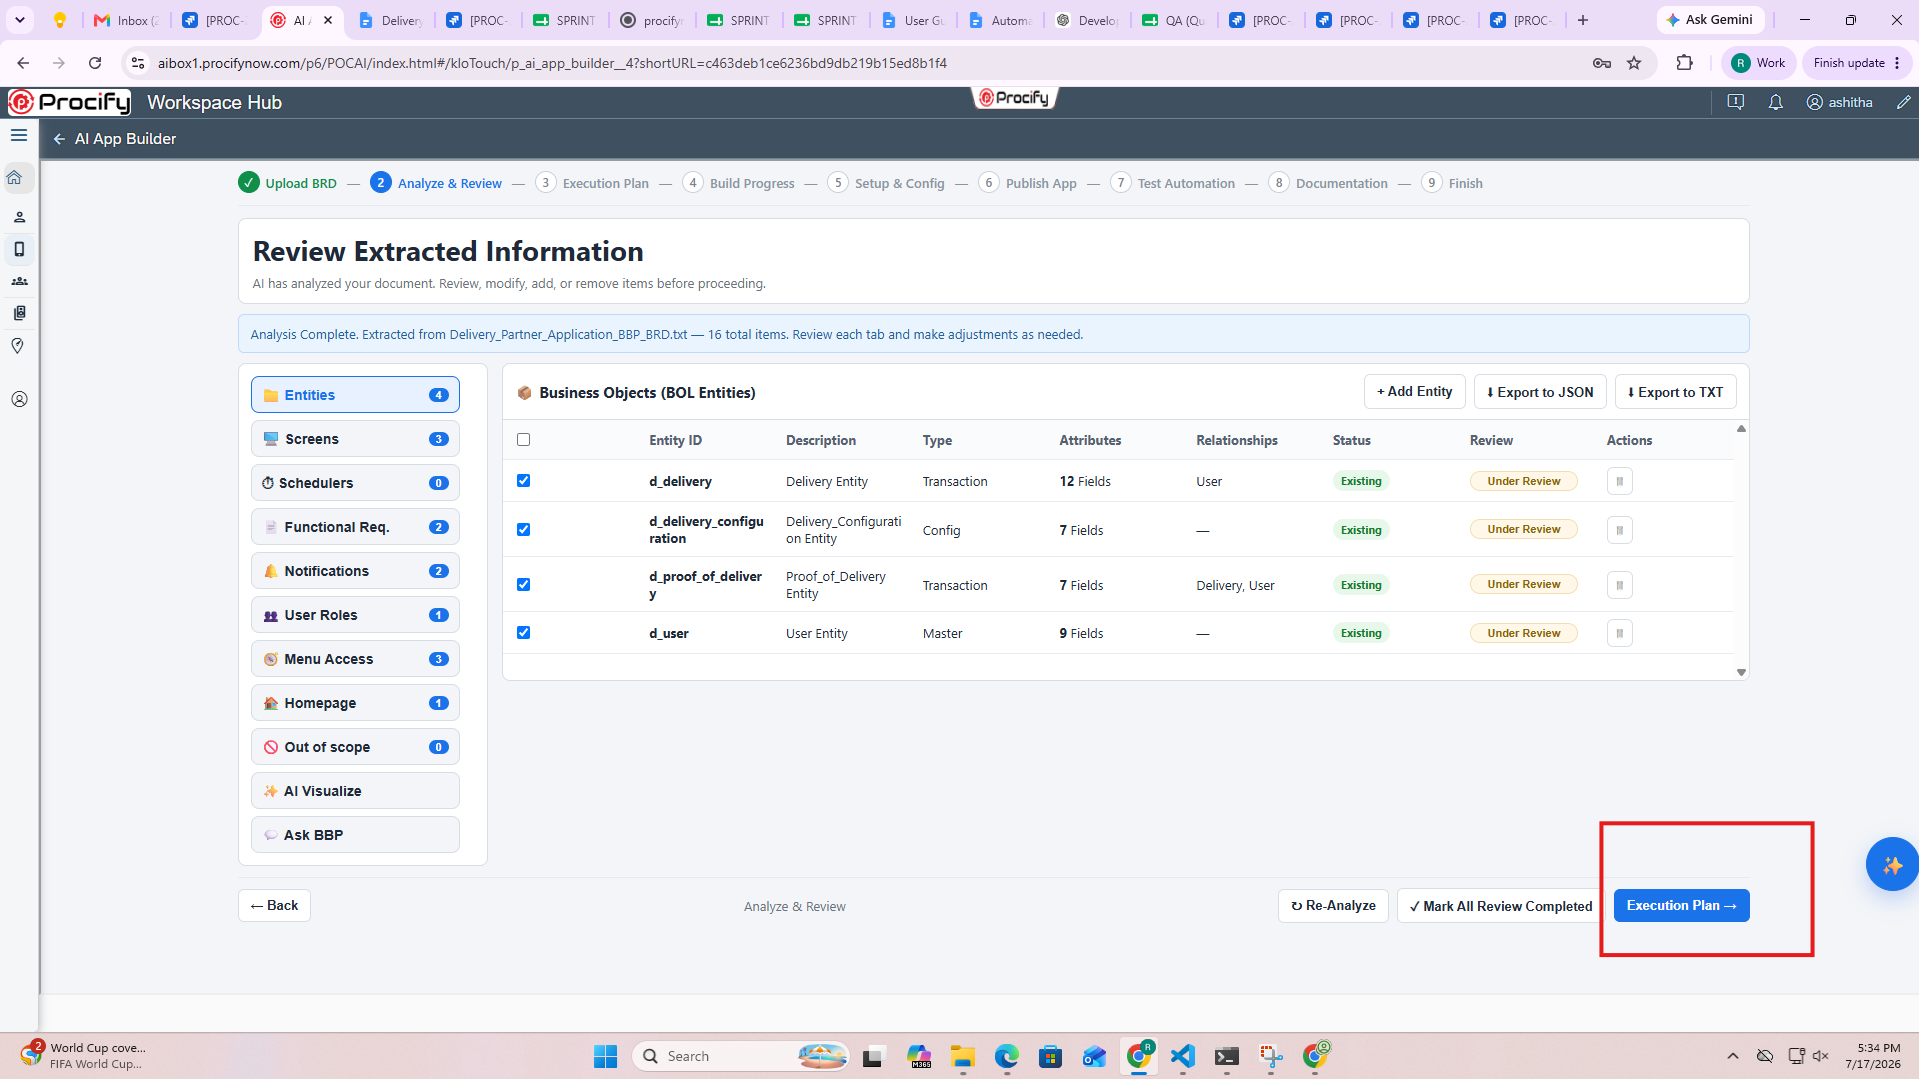 Inbox (2
[PROC-
AI A
Delivery
[PROC-
SPRINT
procifyn
SPRINT
SPRINT
User Gu
Automa
Develo
QA (Qu
[PROC-
[PROC-
[PROC-
[PROC-
Ask Gemini
aibox1.procifynow.com/p6/POCAI/index.html#/kloTouch/p_ai_app_builder__4?shortURL=c463deb1ce6236bd9db219b15ed8b1f4
R Work
Finish update
Procify Workspace Hub
Procify
ashitha
← AI App Builder
✓ Upload BRD — 2 Analyze & Review — 3 Execution Plan — 4 Build Progress — 5 Setup & Config — 6 Publish App — 7 Test Automation — 8 Documentation — 9 Finish
Review Extracted Information
AI has analyzed your document. Review, modify, add, or remove items before proceeding.
Analysis Complete. Extracted from Delivery_Partner_Application_BBP_BRD.txt — 16 total items. Review each tab and make adjustments as needed.
Entities 4
Screens 3
Schedulers 0
Functional Req. 2
Notifications 2
User Roles 1
Menu Access 3
Homepage 1
Out of scope 0
AI Visualize
Ask BBP
Business Objects (BOL Entities)
+ Add Entity
⬇ Export to JSON
⬇ Export to TXT
Entity ID Description Type Attributes Relationships Status Review Actions
d_delivery Delivery Entity Transaction 12 Fields User Existing Under Review
d_delivery_configu
ration
Delivery_Configurati
on Entity
Config 7 Fields — Existing Under Review
d_proof_of_deliver
y
Proof_of_Delivery
Entity
Transaction 7 Fields Delivery, User Existing Under Review
d_user User Entity Master 9 Fields — Existing Under Review
← Back
Analyze & Review
↻ Re-Analyze
✓ Mark All Review Completed
Execution Plan →
2
World Cup cove...
FIFA World Cup...
Search
M365
R
5:34 PM
7/17/2026